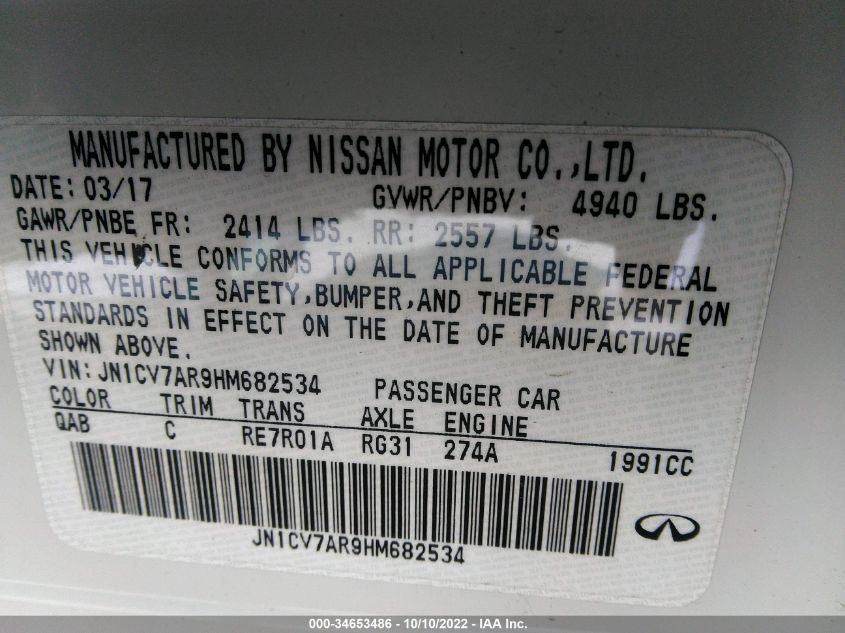 MANUFACTURED BY NISSAN MOTOR CO.,LTD.
DATE: 03/17 GVWR/PNBV: 4940 LBS.
GAWR/PNBE FR: 2414 LBS. RR: 2557 LBS.
THIS VEHICLE CONFORMS TO ALL APPLICABLE FEDERAL
MOTOR VEHICLE SAFETY,BUMPER,AND THEFT PREVENTION
STANDARDS IN EFFECT ON THE DATE OF MANUFACTURE
SHOWN ABOVE.
VIN: JN1CV7AR9HM682534 PASSENGER CAR
COLOR TRIM TRANS AXLE ENGINE
QAB C RE7R01A RG31 274A 1991CC
JN1CV7AR9HM682534
000-34653486 - 10/10/2022 - IAA Inc.